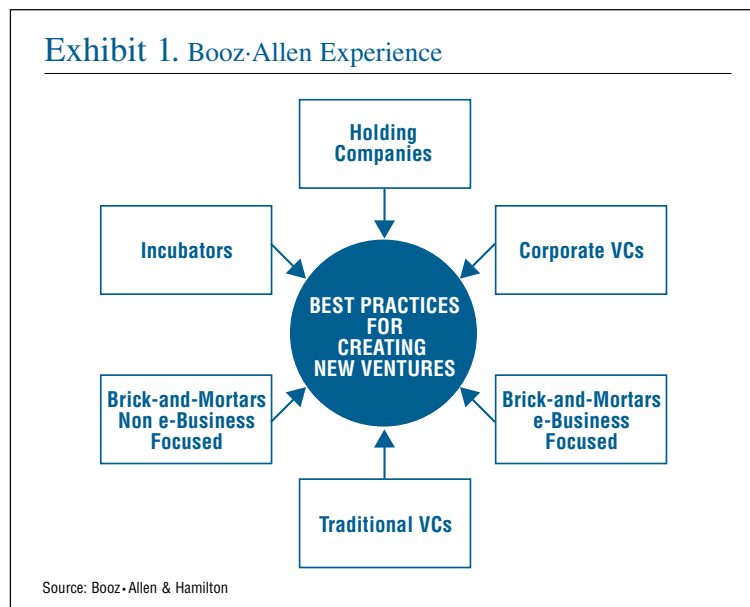 Exhibit 1. Booz·Allen Experience
Holding
Companies
Incubators
Corporate VCs
BEST PRACTICES
FOR
CREATING
NEW VENTURES
Brick-and-Mortars
Non e-Business
Focused
Brick-and-Mortars
e-Business
Focused
Traditional VCs
Source: Booz•Allen & Hamilton